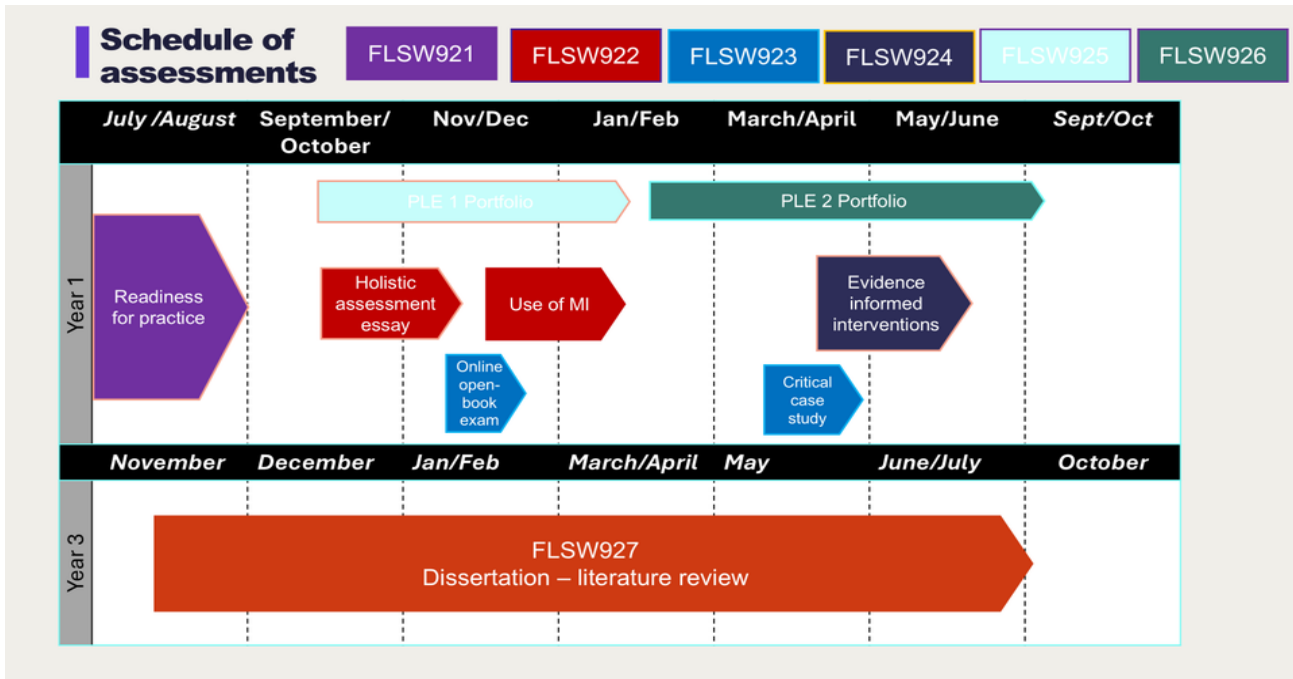 Schedule of
assessments
FLSW921
FLSW922
FLSW923
FLSW924
FLSW925
FLSW926
July /August
September/
October
Nov/Dec
Jan/Feb
March/April
May/June
Sept/Oct
Year 1
PLE 1 Portfolio
PLE 2 Portfolio
Readiness
for practice
Holistic
assessment
essay
Use of MI
Evidence
informed
interventions
Online
open-
book
exam
Critical
case
study
November
December
Jan/Feb
March/April
May
June/July
October
Year 3
FLSW927
Dissertation – literature review